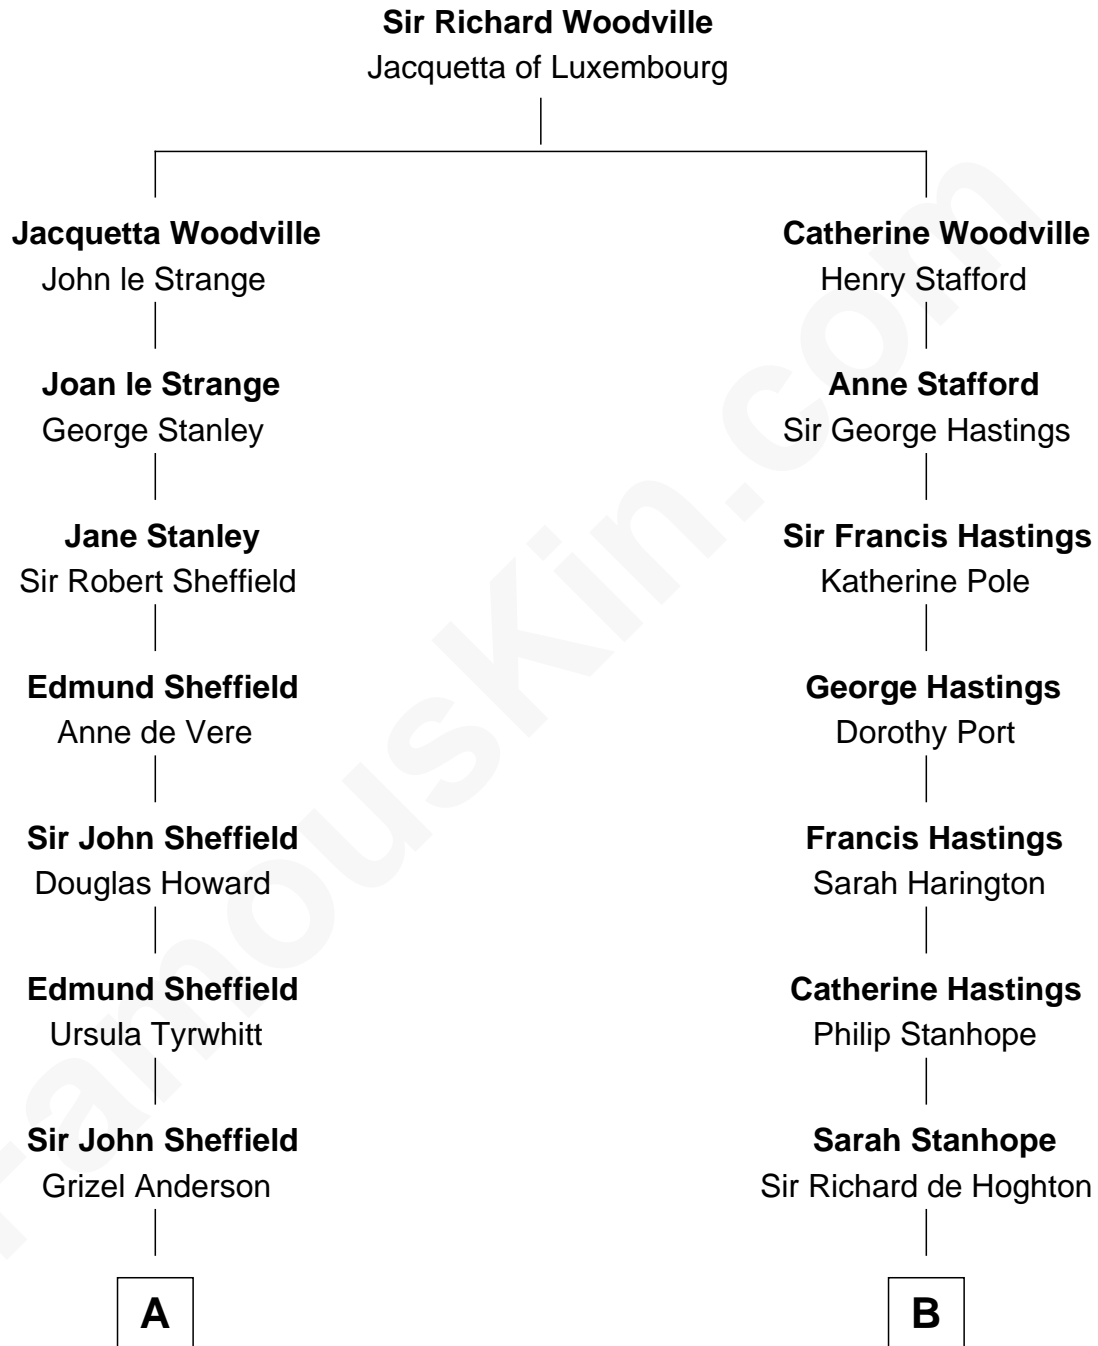 Sir Richard Woodville
Jacquetta of Luxembourg
Jacquetta Woodville
John le Strange
Catherine Woodville
Henry Stafford
Joan le Strange
George Stanley
Anne Stafford
Sir George Hastings
Jane Stanley
Sir Robert Sheffield
Sir Francis Hastings
Katherine Pole
Edmund Sheffield
Anne de Vere
George Hastings
Dorothy Port
Sir John Sheffield
Douglas Howard
Francis Hastings
Sarah Harington
Edmund Sheffield
Ursula Tyrwhitt
Catherine Hastings
Philip Stanhope
Sir John Sheffield
Grizel Anderson
Sarah Stanhope
Sir Richard de Hoghton
A
B
FamousKin.com